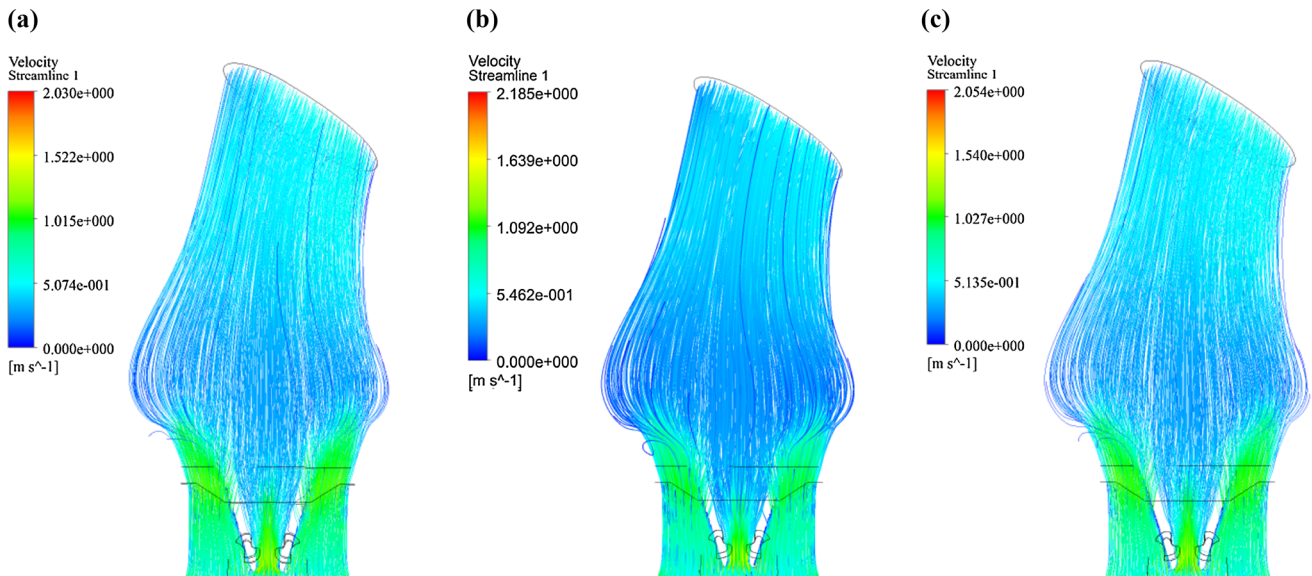 (a)
Velocity
Streamline 1
2.030e+000
1.522e+000
1.015e+000
5.074e-001
0.000e+000
[m s^-1]
(b)
Velocity
Streamline 1
2.185e+000
1.639e+000
1.092e+000
5.462e-001
0.000e+000
[m s^-1]
(c)
Velocity
Streamline 1
2.054e+000
1.540e+000
1.027e+000
5.135e-001
0.000e+000
[m s^-1]